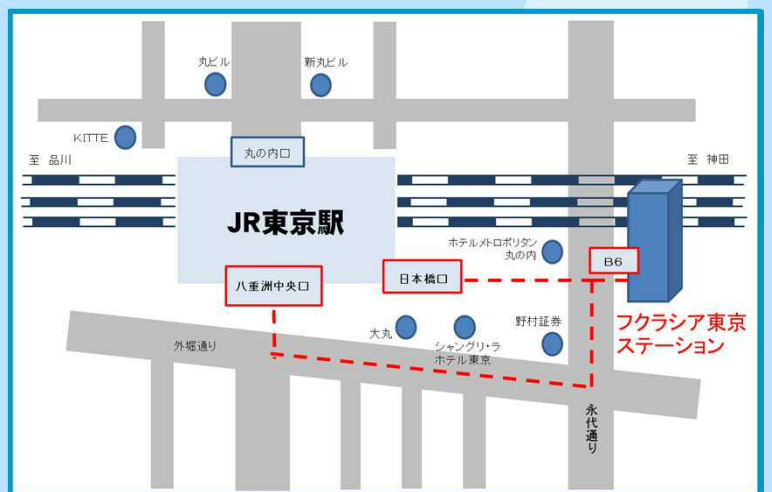 丸ビル
新丸ビル
KITTE
丸の内口
至 品川
至 神田
JR東京駅
ホテルメトロポリタン
丸の内
B6
八重洲中央口
日本橋口
フクラシア東京
ステーション
大丸
シャングリ・ラ
ホテル東京
野村証券
外堀通り
永代通り